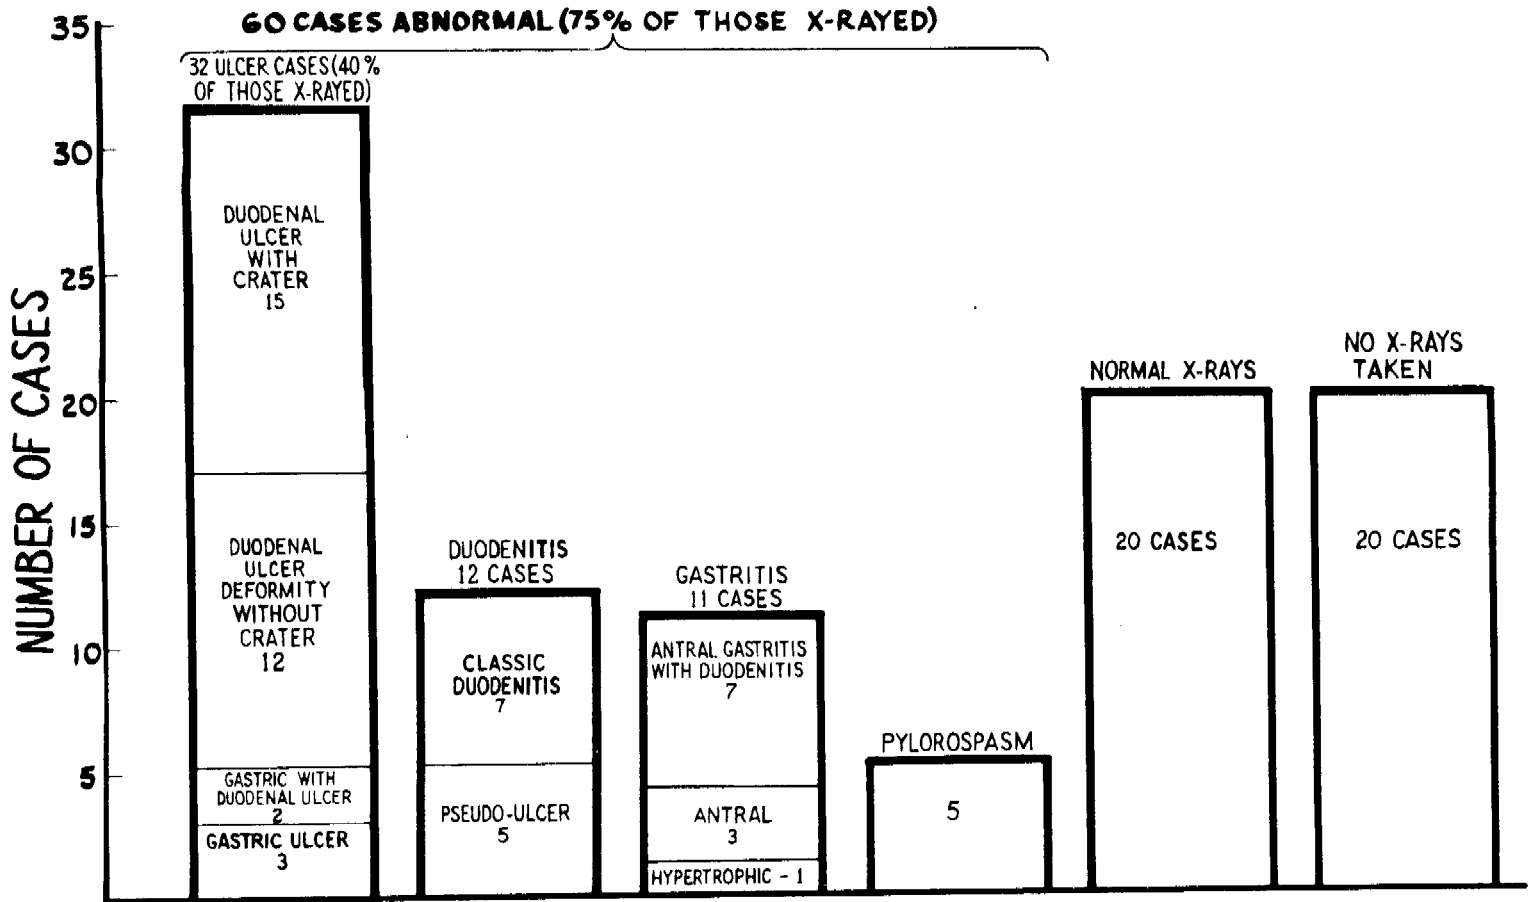 60 CASES ABNORMAL (75% OF THOSE X-RAYED)
32 ULCER CASES (40%
OF THOSE X-RAYED)
NUMBER OF CASES
35
30
25
20
15
10
5
DUODENAL
ULCER
WITH
CRATER
15
DUODENAL
ULCER
DEFORMITY
WITHOUT
CRATER
12
GASTRIC WITH
DUODENAL ULCER
2
GASTRIC ULCER
3
DUODENITIS
12 CASES
CLASSIC
DUODENITIS
7
PSEUDO-ULCER
5
GASTRITIS
11 CASES
ANTRAL GASTRITIS
WITH DUODENITIS
7
ANTRAL
3
HYPERTROPHIC - 1
PYLOROSPASM
5
NORMAL X-RAYS
20 CASES
NO X-RAYS
TAKEN
20 CASES